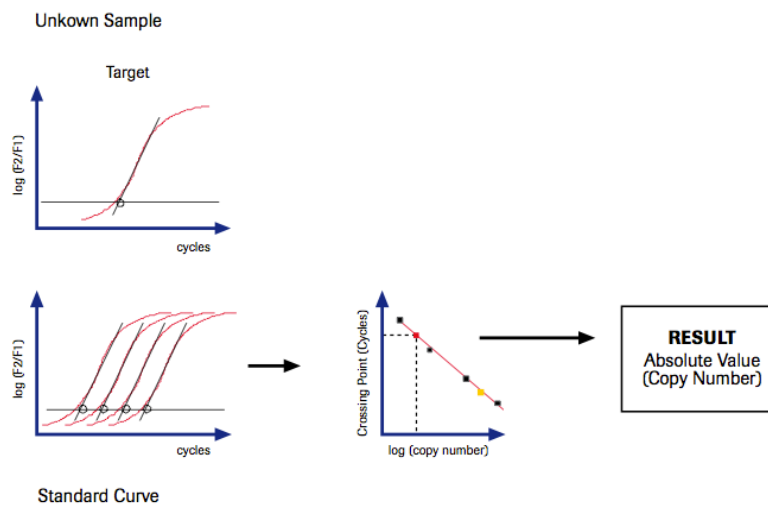 Unkown Sample
Target
log (F2/F1)
cycles
log (F2/F1)
cycles
Crossing Point (Cycles)
log (copy number)
RESULT
Absolute Value
(Copy Number)
Standard Curve